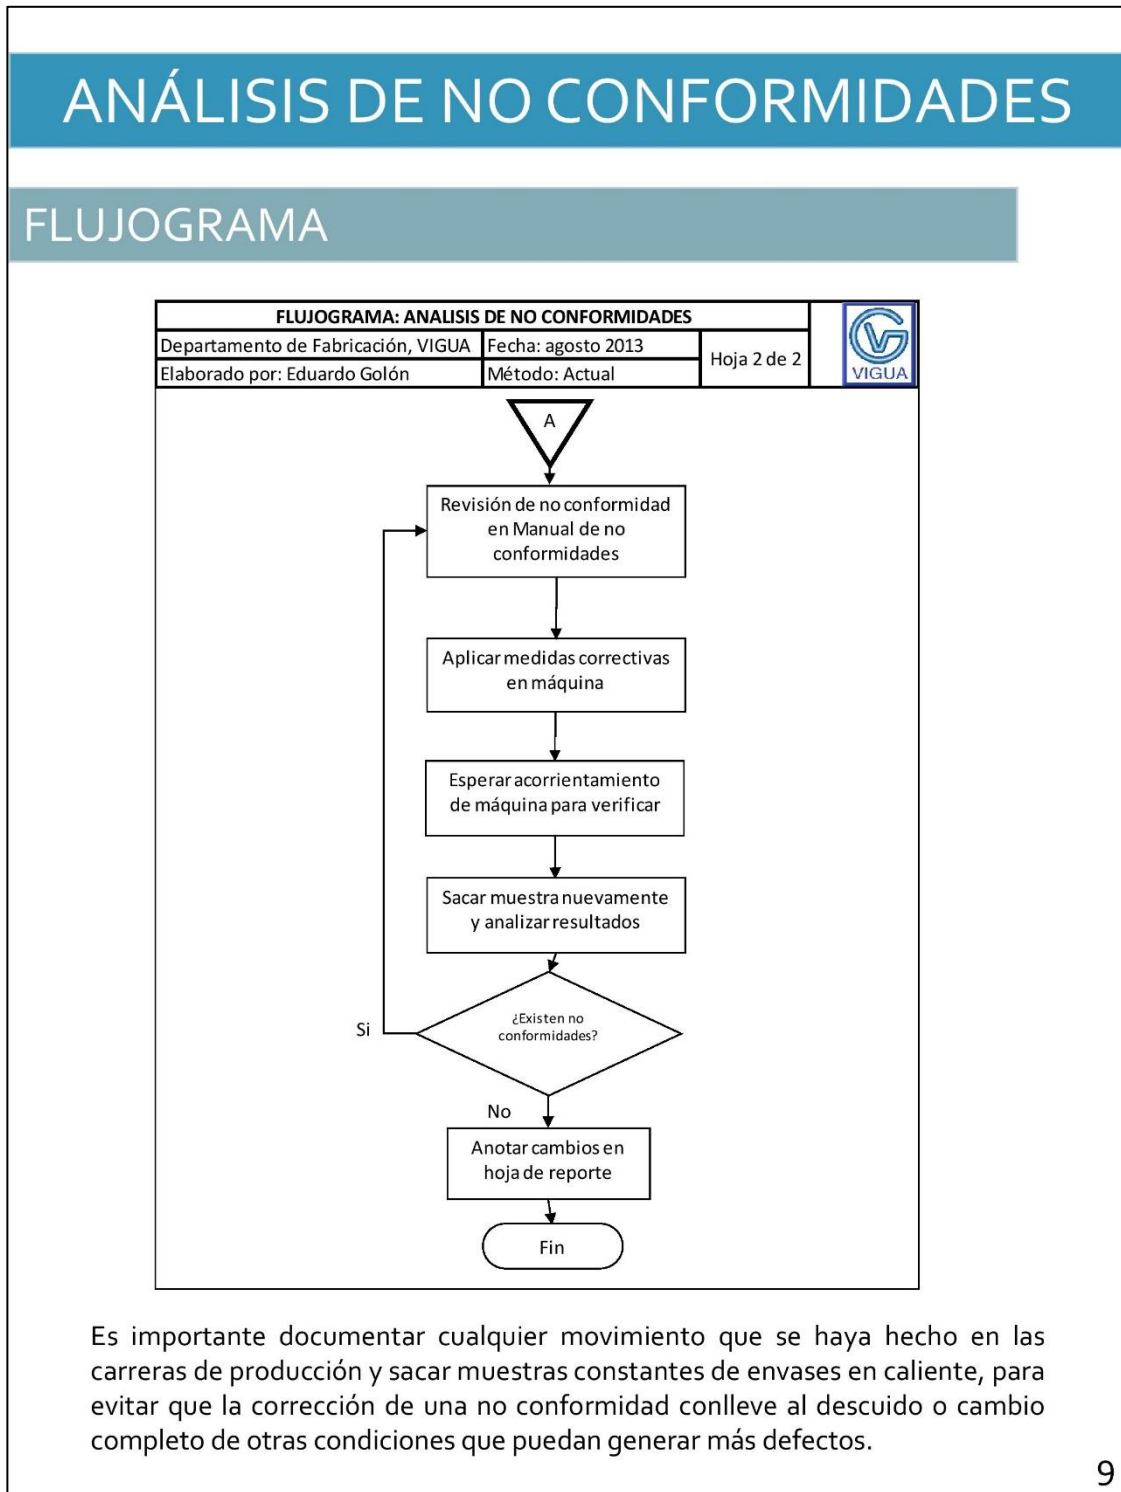 ANÁLISIS DE NO CONFORMIDADES
FLUJOGRAMA
FLUJOGRAMA: ANALISIS DE NO CONFORMIDADES
Departamento de Fabricación, VIGUA
Fecha: agosto 2013
Hoja 2 de 2
Elaborado por: Eduardo Golón
Método: Actual
VIGUA
A
Revisión de no conformidad
en Manual de no
conformidades
Aplicar medidas correctivas
en máquina
Esperar acorrientamiento
de máquina para verificar
Sacar muestra nuevamente
y analizar resultados
¿Existen no
conformidades?
Si
No
Anotar cambios en
hoja de reporte
Fin
Es importante documentar cualquier movimiento que se haya hecho en las
carreras de producción y sacar muestras constantes de envases en caliente, para
evitar que la corrección de una no conformidad conlleve al descuido o cambio
completo de otras condiciones que puedan generar más defectos.
9